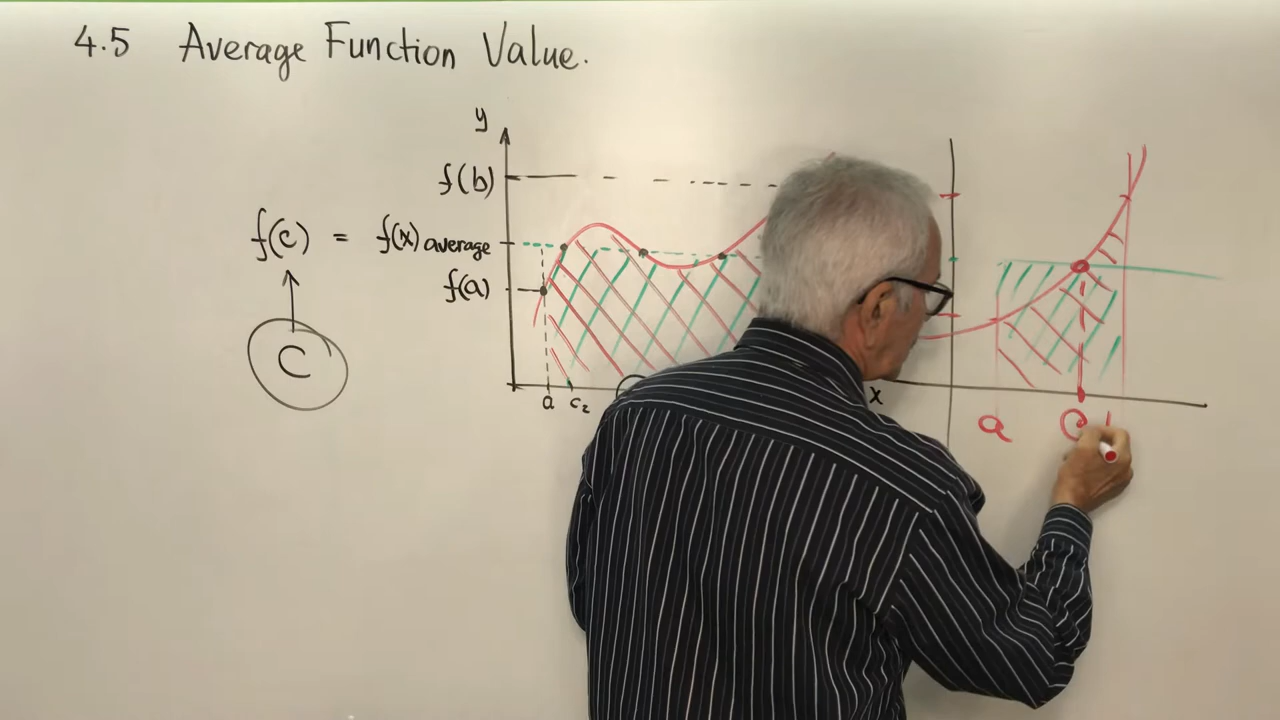 4.5 Average Function Value.
y
f(b)
f(c) = f(x) average
f(a)
C
a c₂ x
a c